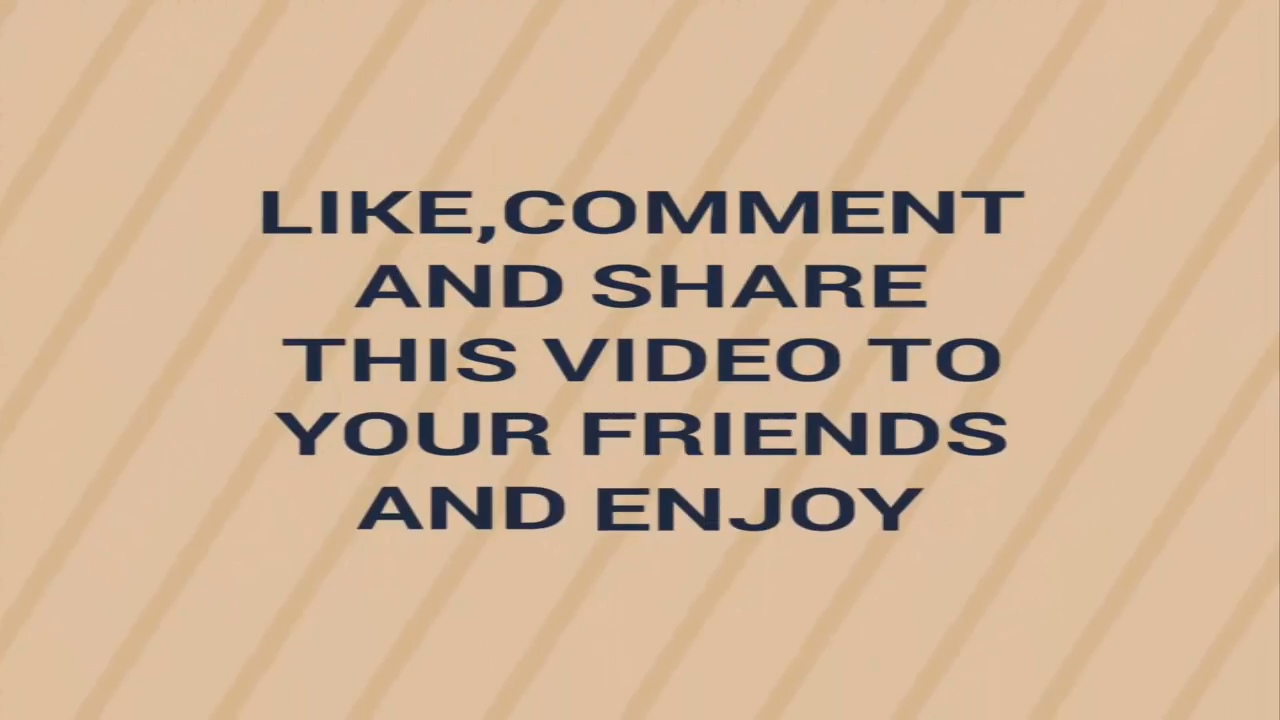 LIKE,COMMENT
AND SHARE
THIS VIDEO TO
YOUR FRIENDS
AND ENJOY